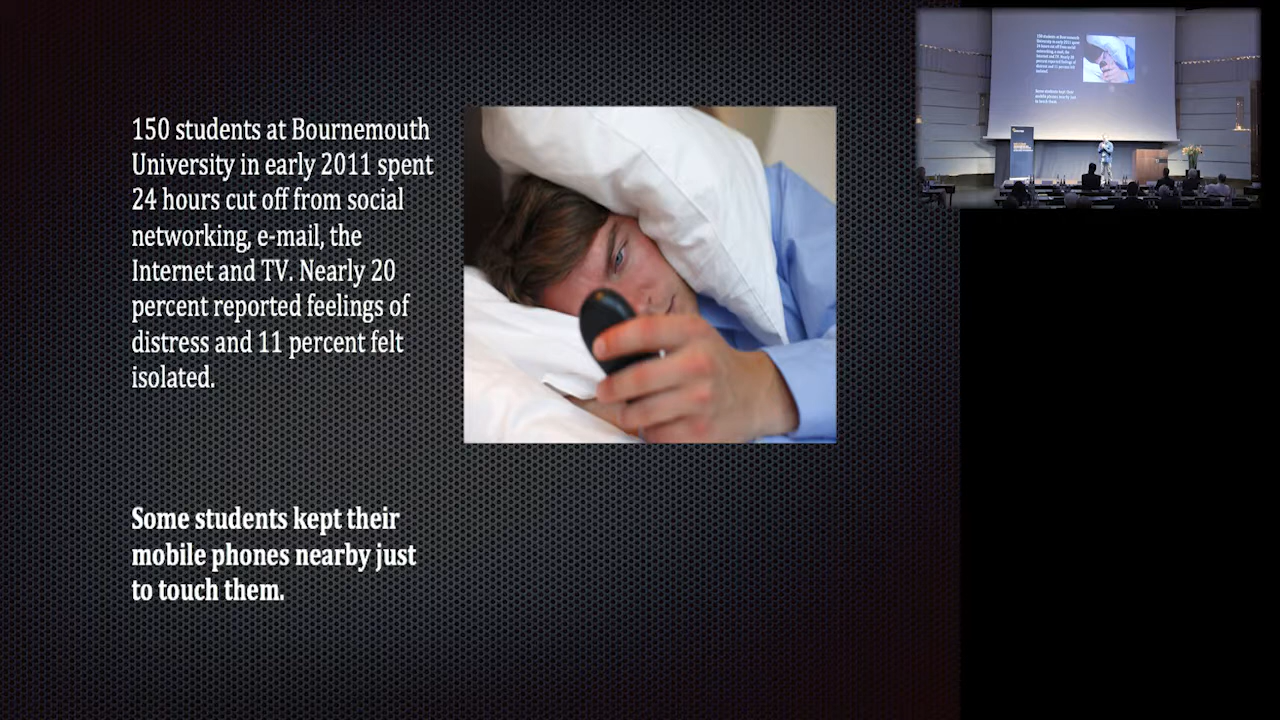 150 students at Bournemouth
University in early 2011 spent
24 hours cut off from social
networking, e-mail, the
Internet and TV. Nearly 20
percent reported feelings of
distress and 11 percent felt
isolated.
Some students kept their
mobile phones nearby just
to touch them.